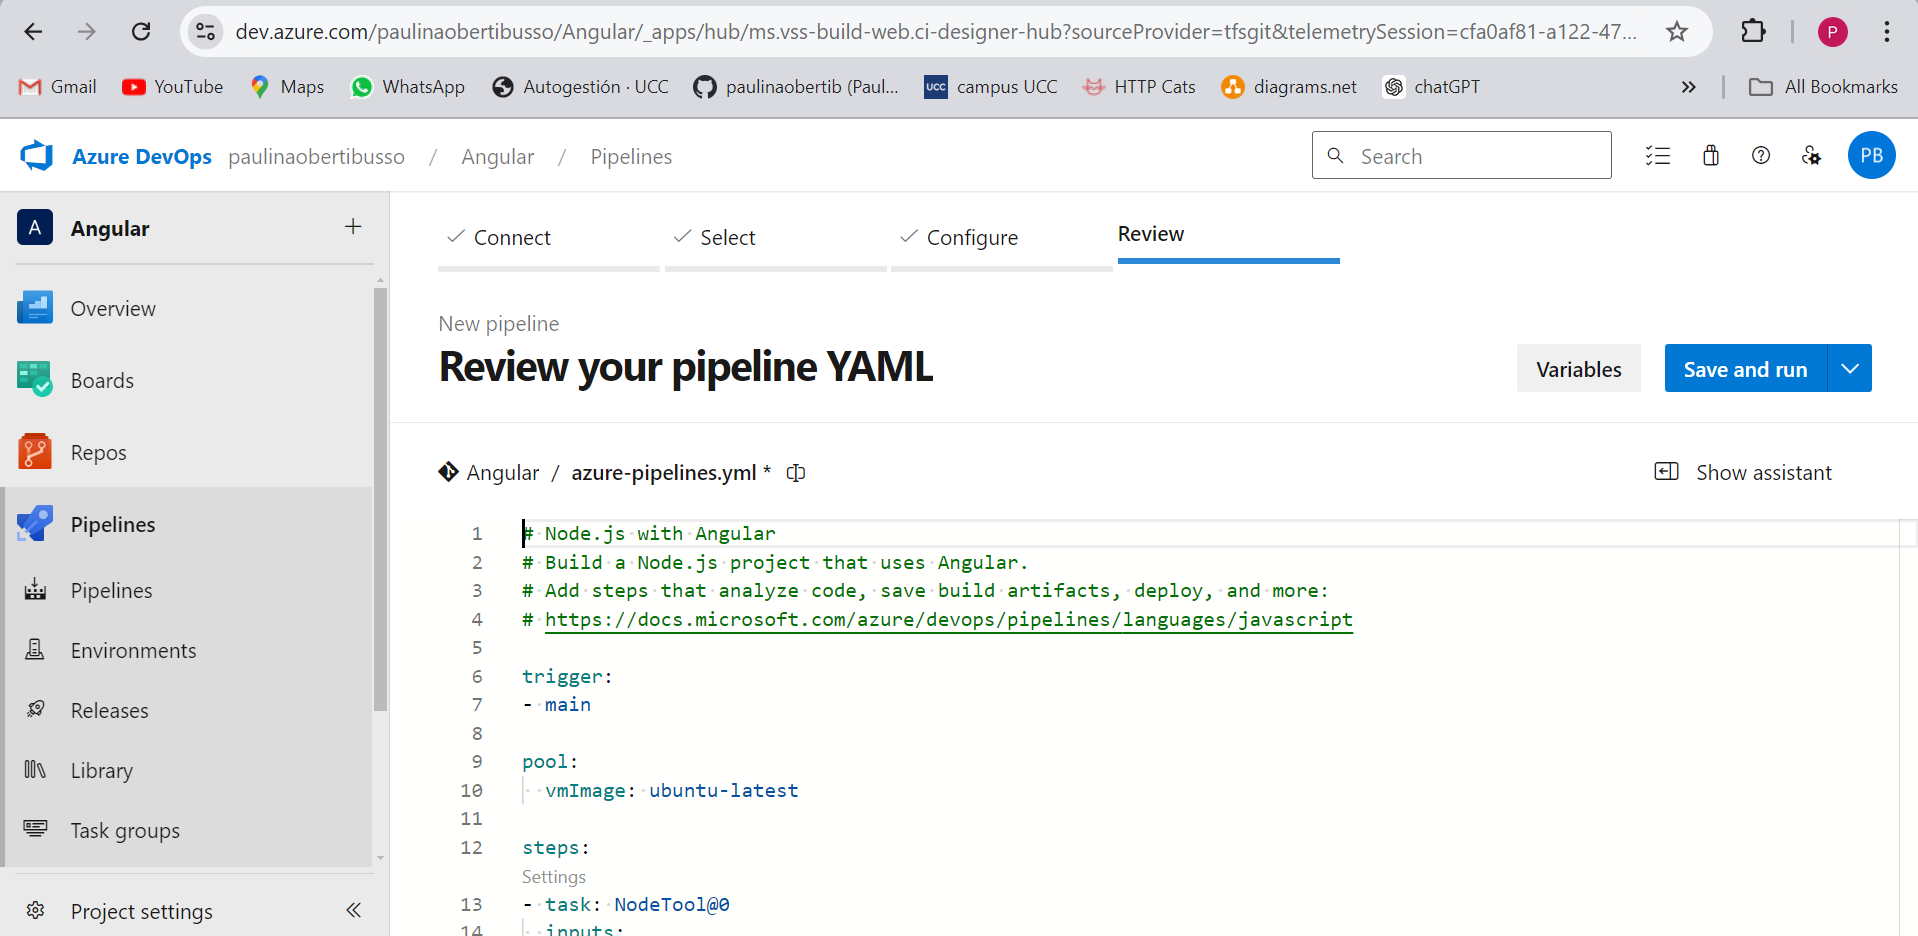 dev.azure.com/paulinaobertibusso/Angular/_apps/hub/ms.vss-build-web.ci-designer-hub?sourceProvider=tfsgit&telemetrySession=cfa0af81-a122-47...
P
Gmail YouTube Maps WhatsApp Autogestión · UCC paulinaobertib (Paul... UCC campus UCC HTTP Cats diagrams.net chatGPT » All Bookmarks
Azure DevOps paulinaobertibusso / Angular / Pipelines Search PB
A Angular +
Connect Select Configure Review
Overview
Boards
Repos
Pipelines
Pipelines
Environments
Releases
Library
Task groups
Project settings
New pipeline
Review your pipeline YAML
Variables Save and run
Angular / azure-pipelines.yml *
Show assistant
1 # Node.js with Angular
2 # Build a Node.js project that uses Angular.
3 # Add steps that analyze code, save build artifacts, deploy, and more:
4 # https://docs.microsoft.com/azure/devops/pipelines/languages/javascript
5
6 trigger:
7 - main
8
9 pool:
10 vmImage: ubuntu-latest
11
12 steps:
Settings
13 - task: NodeTool@0
14 inputs: